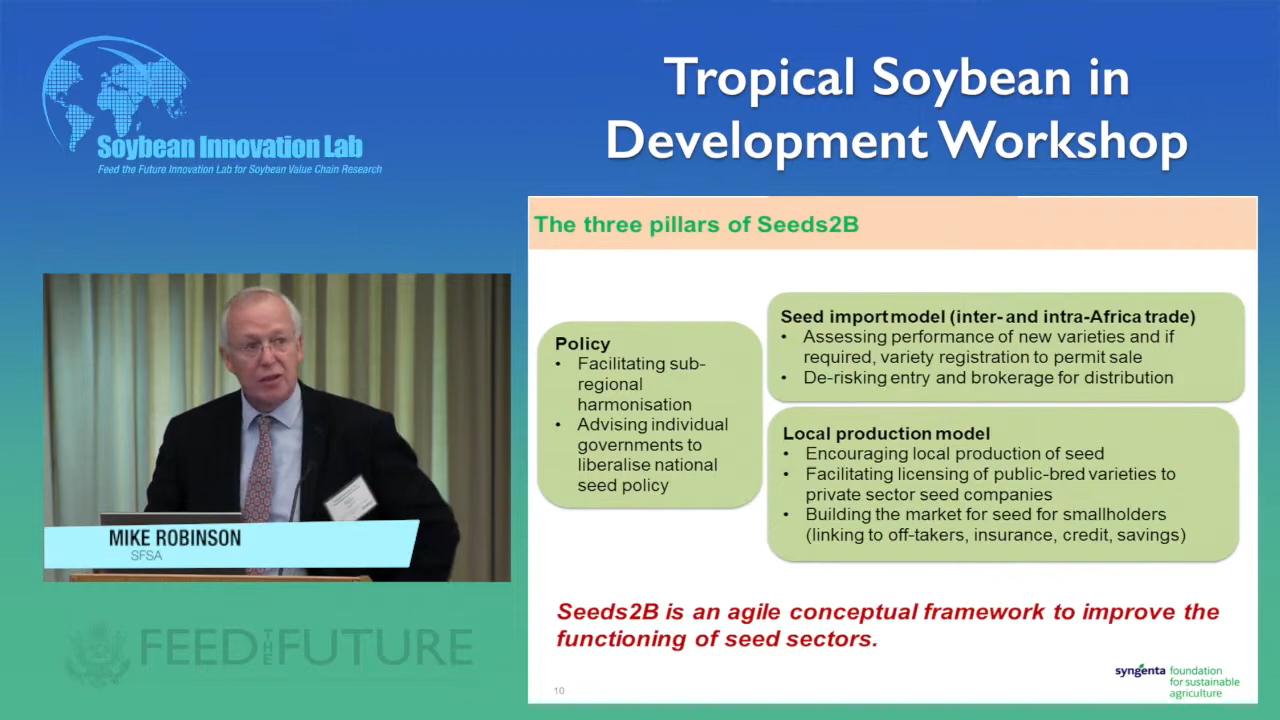 Soybean Innovation Lab
Feed the Future Innovation Lab for Soybean Value Chain Research
Tropical Soybean in
Development Workshop
The three pillars of Seeds2B
Policy
• Facilitating sub-
regional
harmonisation
• Advising individual
governments to
liberalise national
seed policy
Seed import model (inter- and intra-Africa trade)
• Assessing performance of new varieties and if
required, variety registration to permit sale
• De-risking entry and brokerage for distribution
Local production model
• Encouraging local production of seed
• Facilitating licensing of public-bred varieties to
private sector seed companies
• Building the market for seed for smallholders
(linking to off-takers, insurance, credit, savings)
Seeds2B is an agile conceptual framework to improve the
functioning of seed sectors.
10
syngenta foundation
for sustainable
agriculture
MIKE ROBINSON
SFSA
FEED THE FUTURE